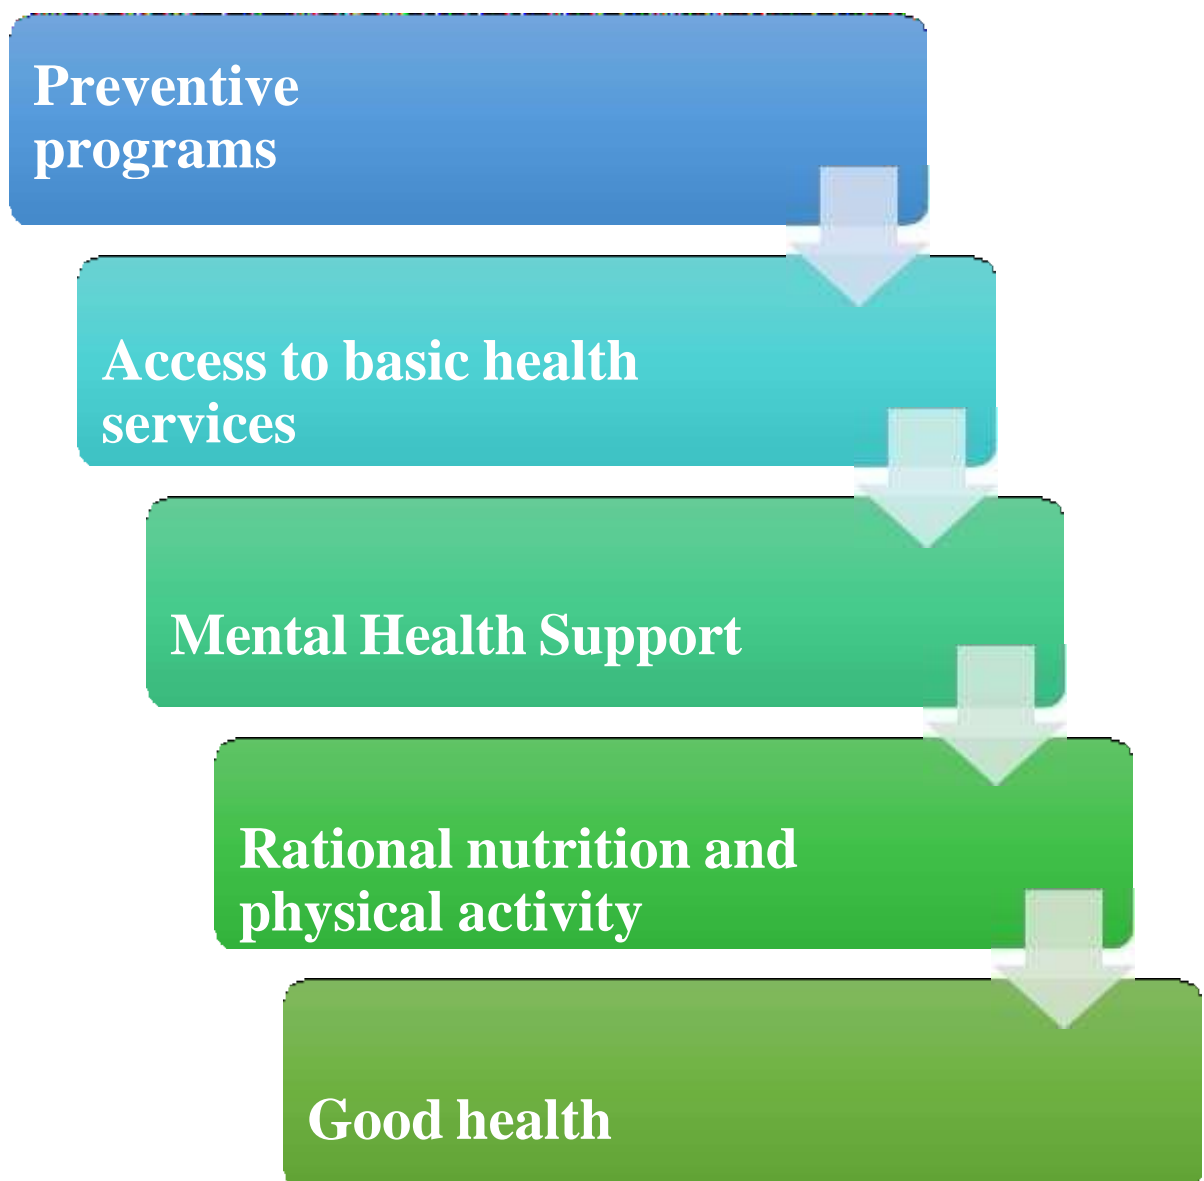 Preventive
programs
Access to basic health
services
Mental Health Support
Rational nutrition and
physical activity
Good health